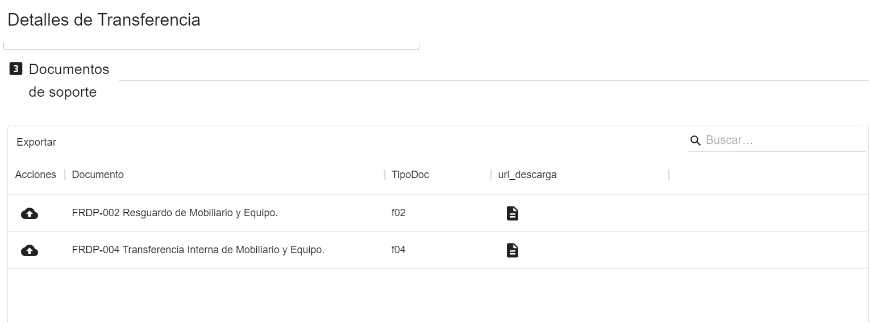 Detalles de Transferencia
3 Documentos
de soporte
Exportar
Buscar...
Acciones Documento TipoDoc url_descarga
FRDP-002 Resguardo de Mobiliario y Equipo. f02
FRDP-004 Transferencia Interna de Mobiliario y Equipo. f04